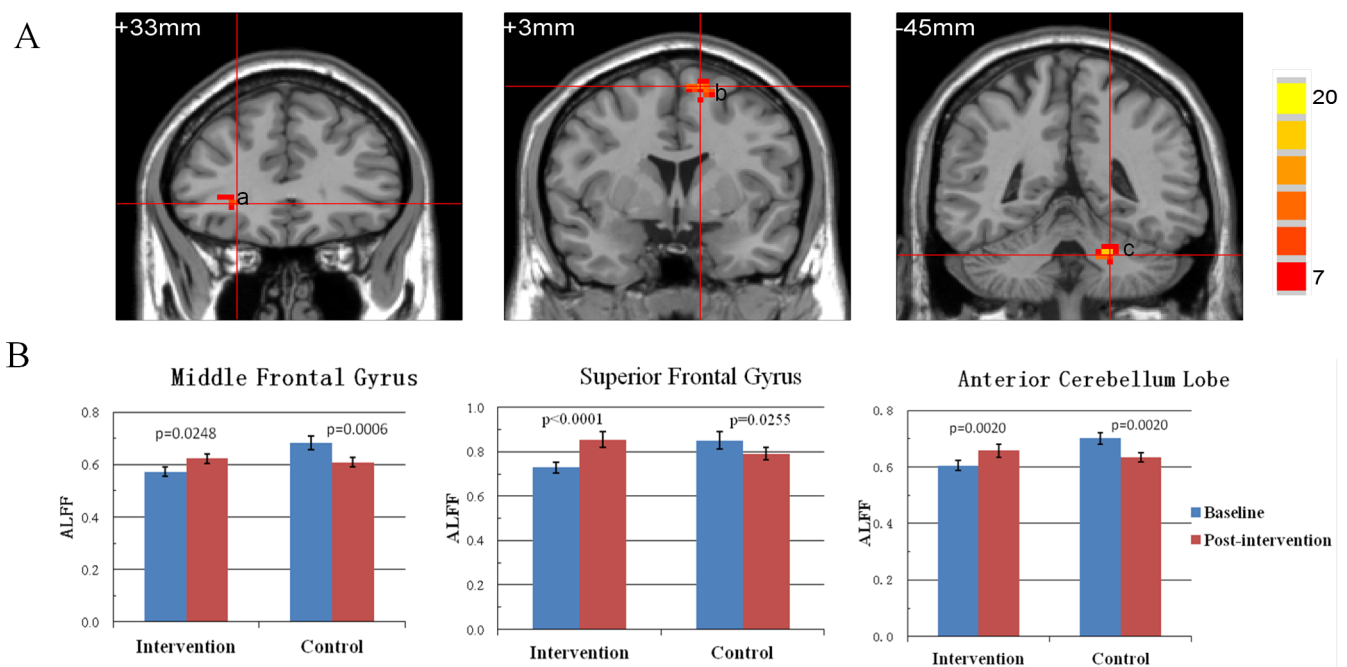 A
+33mm
+3mm
-45mm
a
b
c
20
7
B
Middle Frontal Gyrus
0.8
0.6
0.4
0.2
0.0
ALFF
p=0.0248
p=0.0006
Intervention
Control
Superior Frontal Gyrus
1.0
0.8
0.6
0.4
0.2
0.0
ALFF
p<0.0001
p=0.0255
Intervention
Control
Anterior Cerebellum Lobe
0.8
0.6
0.4
0.2
0.0
ALFF
p=0.0020
p=0.0020
Intervention
Control
Baseline
Post-intervention